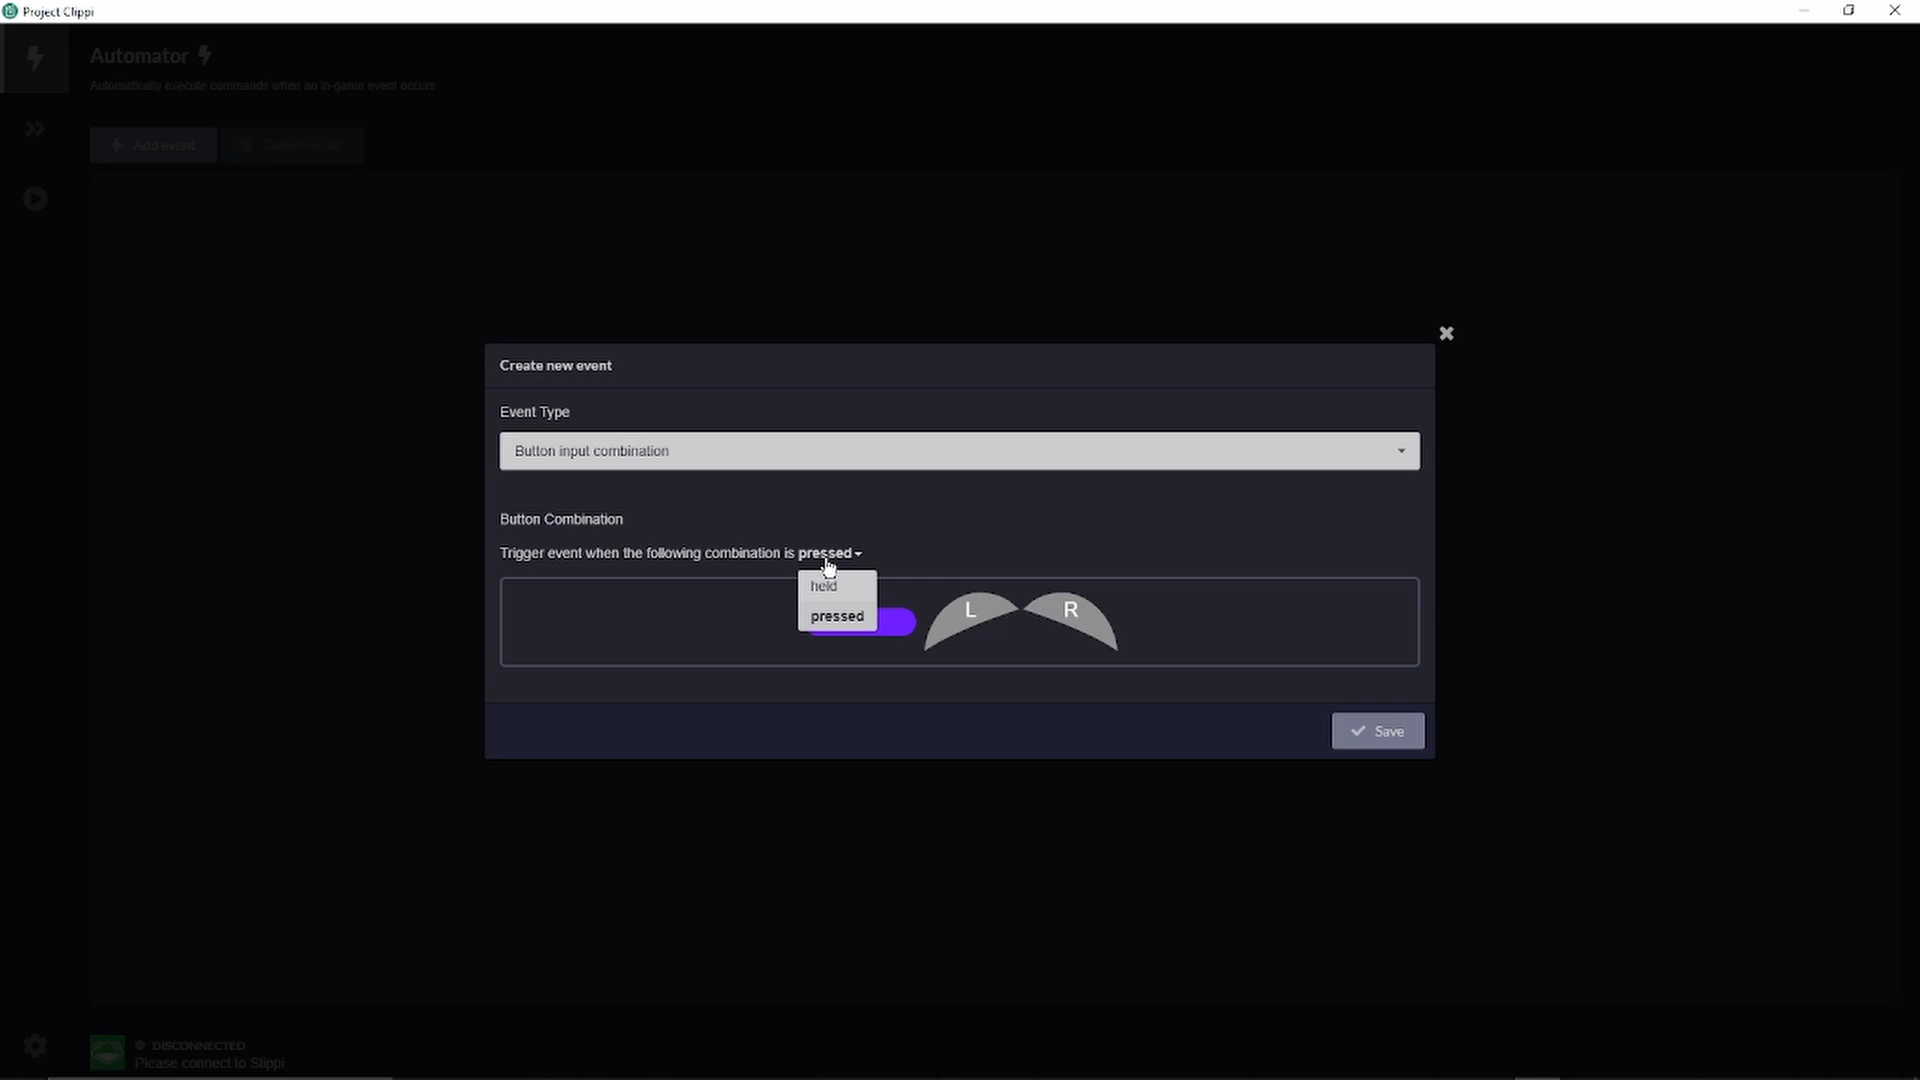 Project Clippi
Automator
Automatically execute commands when an in-game event occurs
Add event
Create new event
Event Type
Button input combination
Button Combination
Trigger event when the following combination is pressed
held
pressed
L
R
Save
DISCONNECTED
Please connect to Slippi